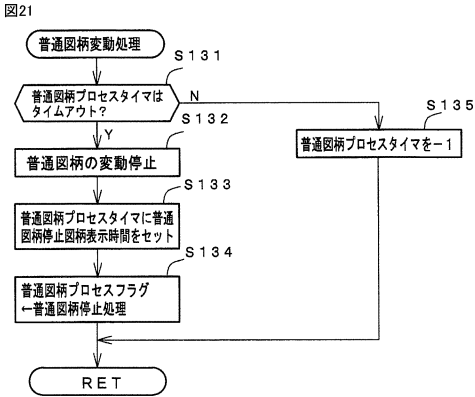 図21
普通図柄変動処理
S131
普通図柄プロセスタイマは
タイムアウト？
N
Y
S135
普通図柄プロセスタイマを－1
S132
普通図柄の変動停止
S133
普通図柄プロセスタイマに普通
図柄停止図柄表示時間をセット
S134
普通図柄プロセスフラグ
←普通図柄停止処理
RET